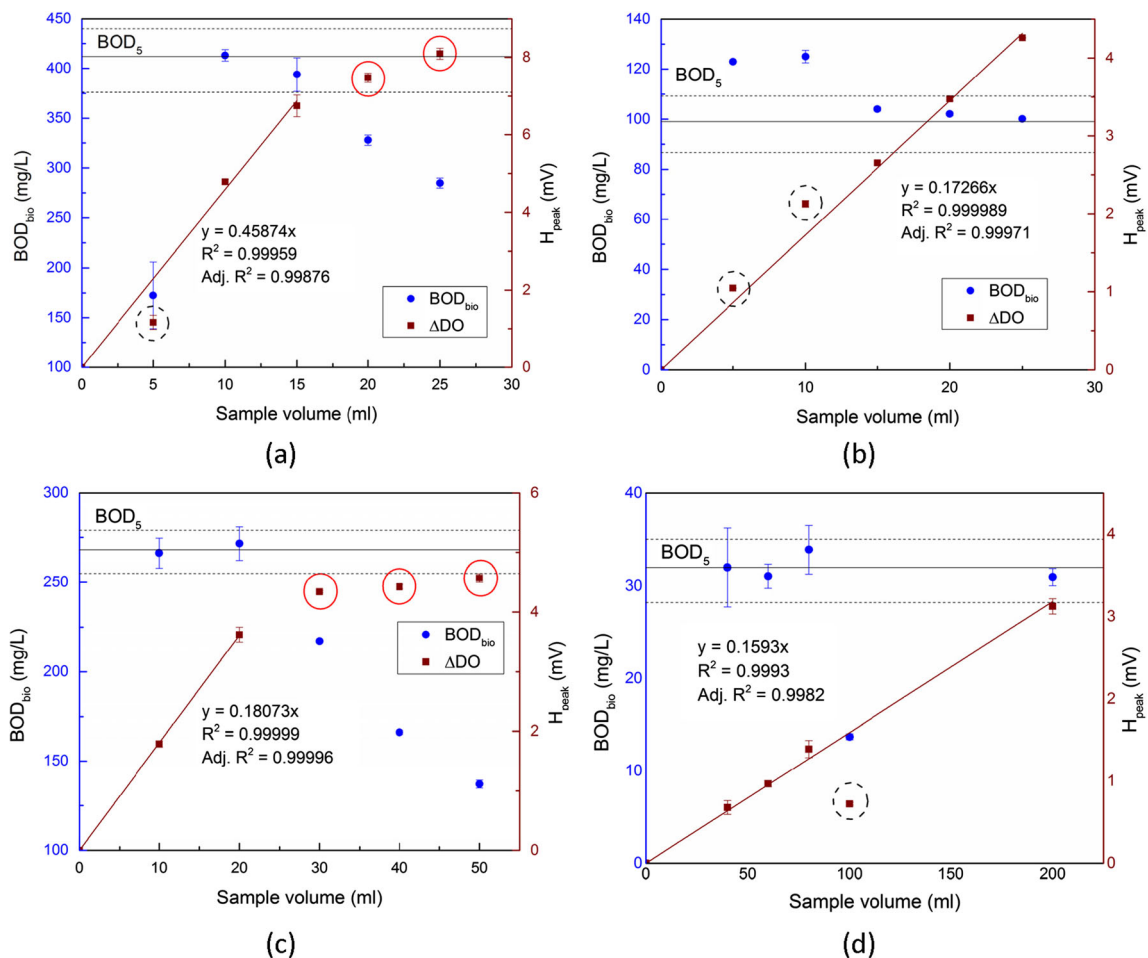 450
400
350
300
250
200
150
100
BOD5
BODbio (mg/L)
y = 0.45874x
R2 = 0.99959
Adj. R2 = 0.99876
BODbio
ΔDO
8
6
4
2
0
Hpeak (mV)
0 5 10 15 20 25 30
Sample volume (ml)
(a)
140
120
100
80
60
40
20
0
BOD5
BODbio (mg/L)
y = 0.17266x
R2 = 0.999989
Adj. R2 = 0.99971
BODbio
ΔDO
4
3
2
1
0
Hpeak (mV)
0 10 20 30
Sample volume (ml)
(b)
300
250
200
150
100
BOD5
BODbio (mg/L)
BODbio
ΔDO
y = 0.18073x
R2 = 0.99999
Adj. R2 = 0.99996
6
4
2
0
Hpeak (mV)
0 10 20 30 40 50
Sample volume (ml)
(c)
40
30
20
10
0
BOD5
BODbio (mg/L)
y = 0.1593x
R2 = 0.9993
Adj. R2 = 0.9982
4
3
2
1
0
Hpeak (mV)
0 50 100 150 200
Sample volume (ml)
(d)